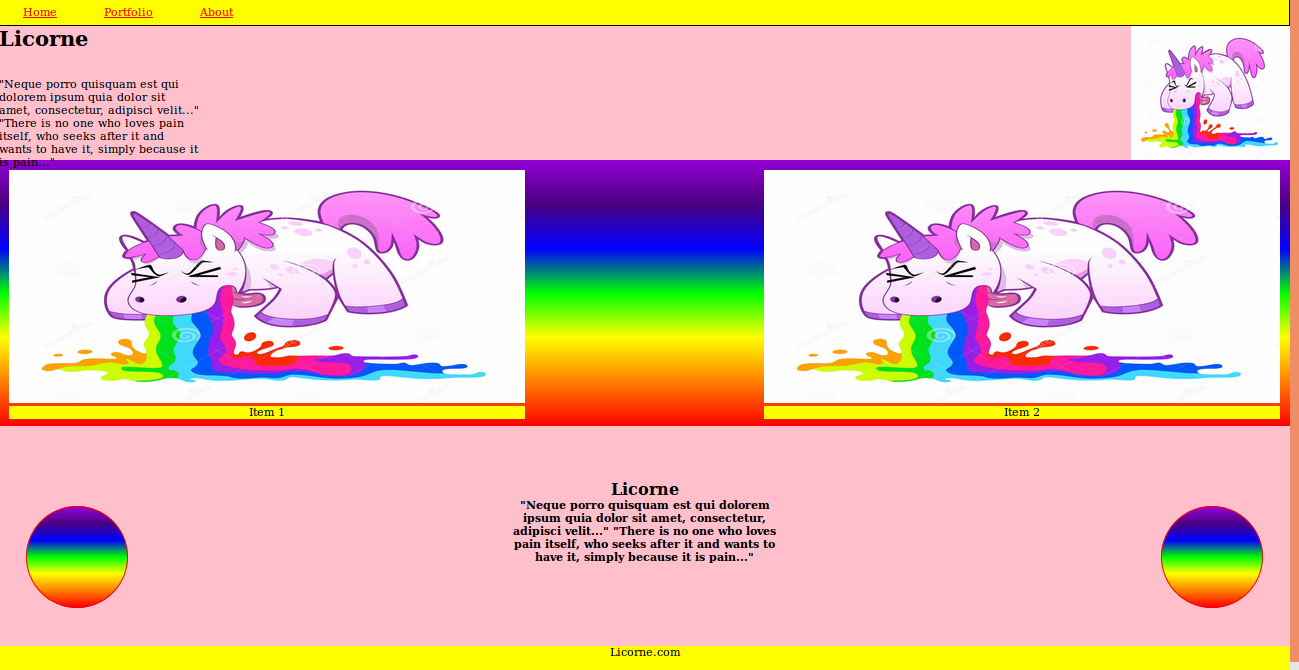 Home Portfolio About
Licorne
"Neque porro quisquam est qui
dolorem ipsum quia dolor sit
amet, consectetur, adipisci velit..."
"There is no one who loves pain
itself, who seeks after it and
wants to have it, simply because it
is pain..."
Item 1
Item 2
Licorne
"Neque porro quisquam est qui dolorem
ipsum quia dolor sit amet, consectetur,
adipisci velit..." "There is no one who loves
pain itself, who seeks after it and wants to
have it, simply because it is pain..."
Licorne.com